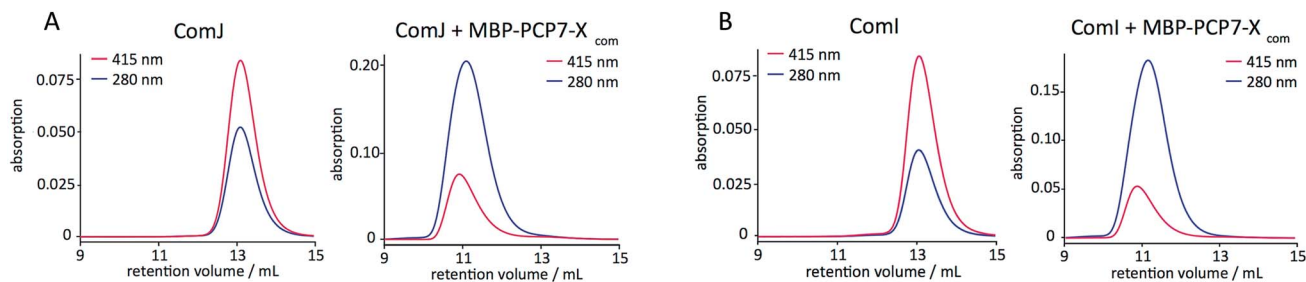 A
ComJ
415 nm
280 nm
0.075
0.050
0.025
0
absorption
9 11 13 15
retention volume / mL
ComJ + MBP-PCP7-X com
415 nm
280 nm
0.20
0.10
0
absorption
9 11 13 15
retention volume / mL
B
ComI
415 nm
280 nm
0.075
0.050
0.025
0
absorption
9 11 13 15
retention volume / mL
ComI + MBP-PCP7-X com
415 nm
280 nm
0.15
0.10
0.05
0
absorption
9 11 13 15
retention volume / mL